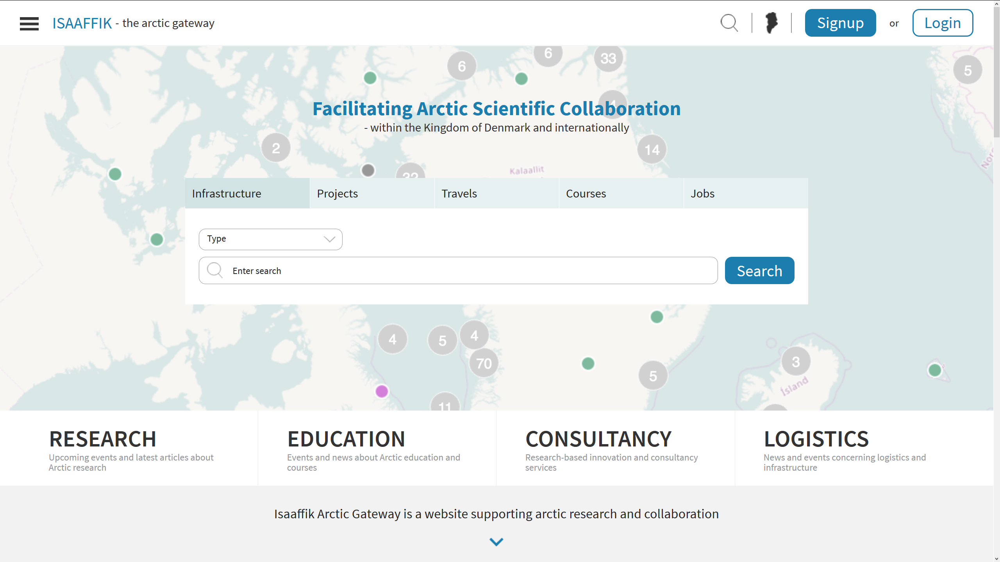 ISAAFFIK - the arctic gateway
Signup or Login
6
6
33
5
4
Facilitating Arctic Scientific Collaboration
- within the Kingdom of Denmark and internationally
2
14
Nor
Kalaallit
32
Infrastructure
Projects
Travels
Courses
Jobs
Type
Enter search
Search
4
5
4
70
5
3
Ísland
11
RESEARCH
Upcoming events and latest articles about
Arctic research
EDUCATION
Events and news about Arctic education and
courses
CONSULTANCY
Research-based innovation and consultancy
services
LOGISTICS
News and events concerning logistics and
infrastructure
Isaaffik Arctic Gateway is a website supporting arctic research and collaboration